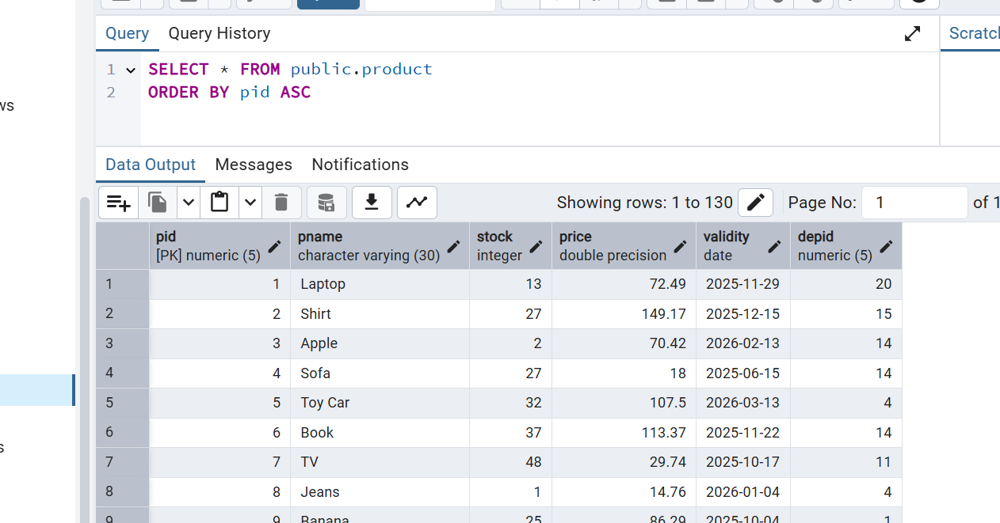 Query Query History Scratch
ws
1 SELECT * FROM public.product
2 ORDER BY pid ASC
Data Output Messages Notifications
Showing rows: 1 to 130 Page No: 1 of 1
pid pname stock price validity depid
[PK] numeric (5) character varying (30) integer double precision date numeric (5)
1 1 Laptop 13 72.49 2025-11-29 20
2 2 Shirt 27 149.17 2025-12-15 15
3 3 Apple 2 70.42 2026-02-13 14
4 4 Sofa 27 18 2025-06-15 14
5 5 Toy Car 32 107.5 2026-03-13 4
6 6 Book 37 113.37 2025-11-22 14
s
7 7 TV 48 29.74 2025-10-17 11
8 8 Jeans 1 14.76 2026-01-04 4
9 9 Banana 25 86.29 2025-10-04 1